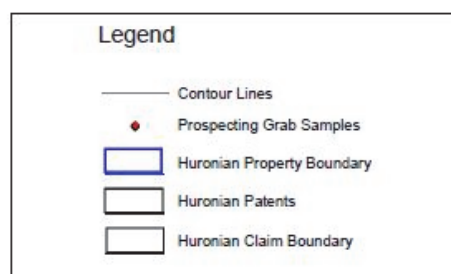 Legend
Contour Lines
Prospecting Grab Samples
Huronian Property Boundary
Huronian Patents
Huronian Claim Boundary